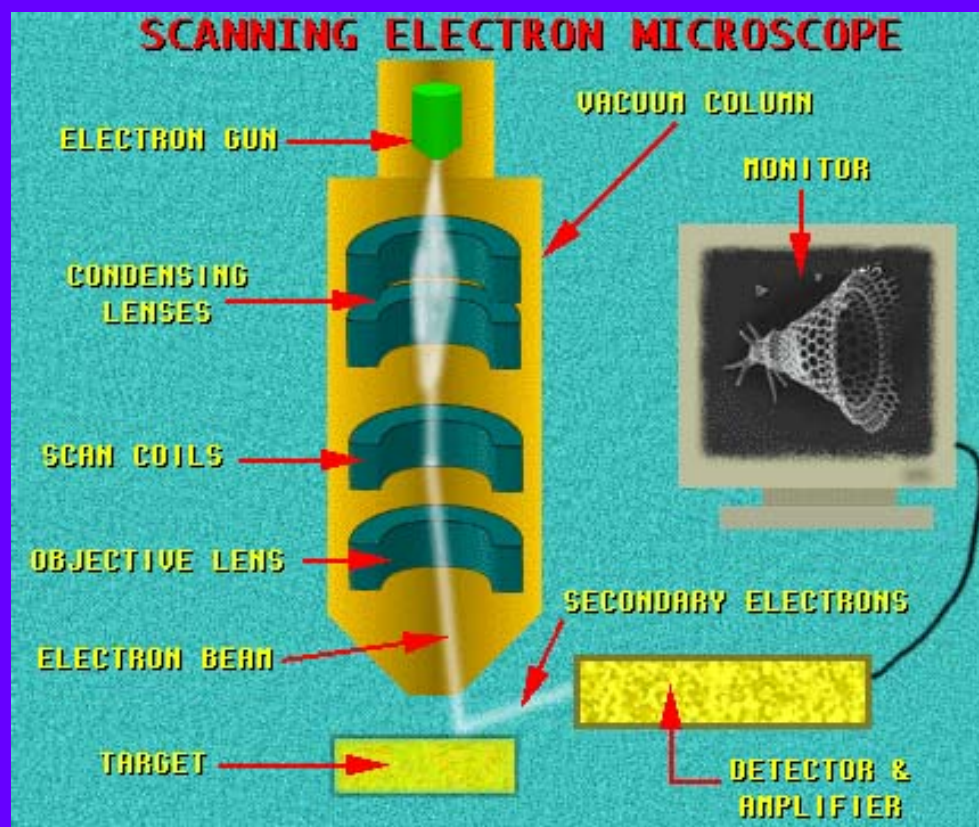 SCANNING ELECTRON MICROSCOPE
VACUUM COLUMN
ELECTRON GUN
MONITOR
CONDENSING
LENSES
SCAN COILS
OBJECTIVE LENS
SECONDARY ELECTRONS
ELECTRON BEAM
TARGET
DETECTOR &
AMPLIFIER